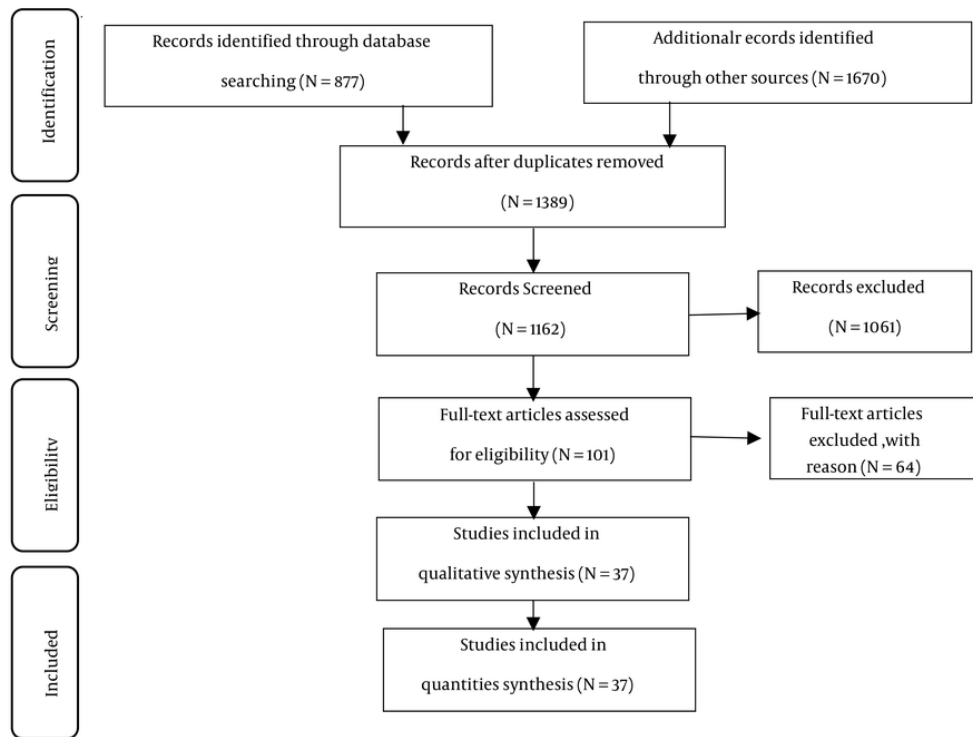 Identification
Records identified through database
searching (N = 877)
Additionalr ecords identified
through other sources (N = 1670)
Records after duplicates removed
(N = 1389)
Screening
Records Screened
(N = 1162)
Records excluded
(N = 1061)
Eligibility
Full-text articles assessed
for eligibility (N = 101)
Full-text articles
excluded ,with
reason (N = 64)
Studies included in
qualitative synthesis (N = 37)
Included
Studies included in
quantities synthesis (N = 37)